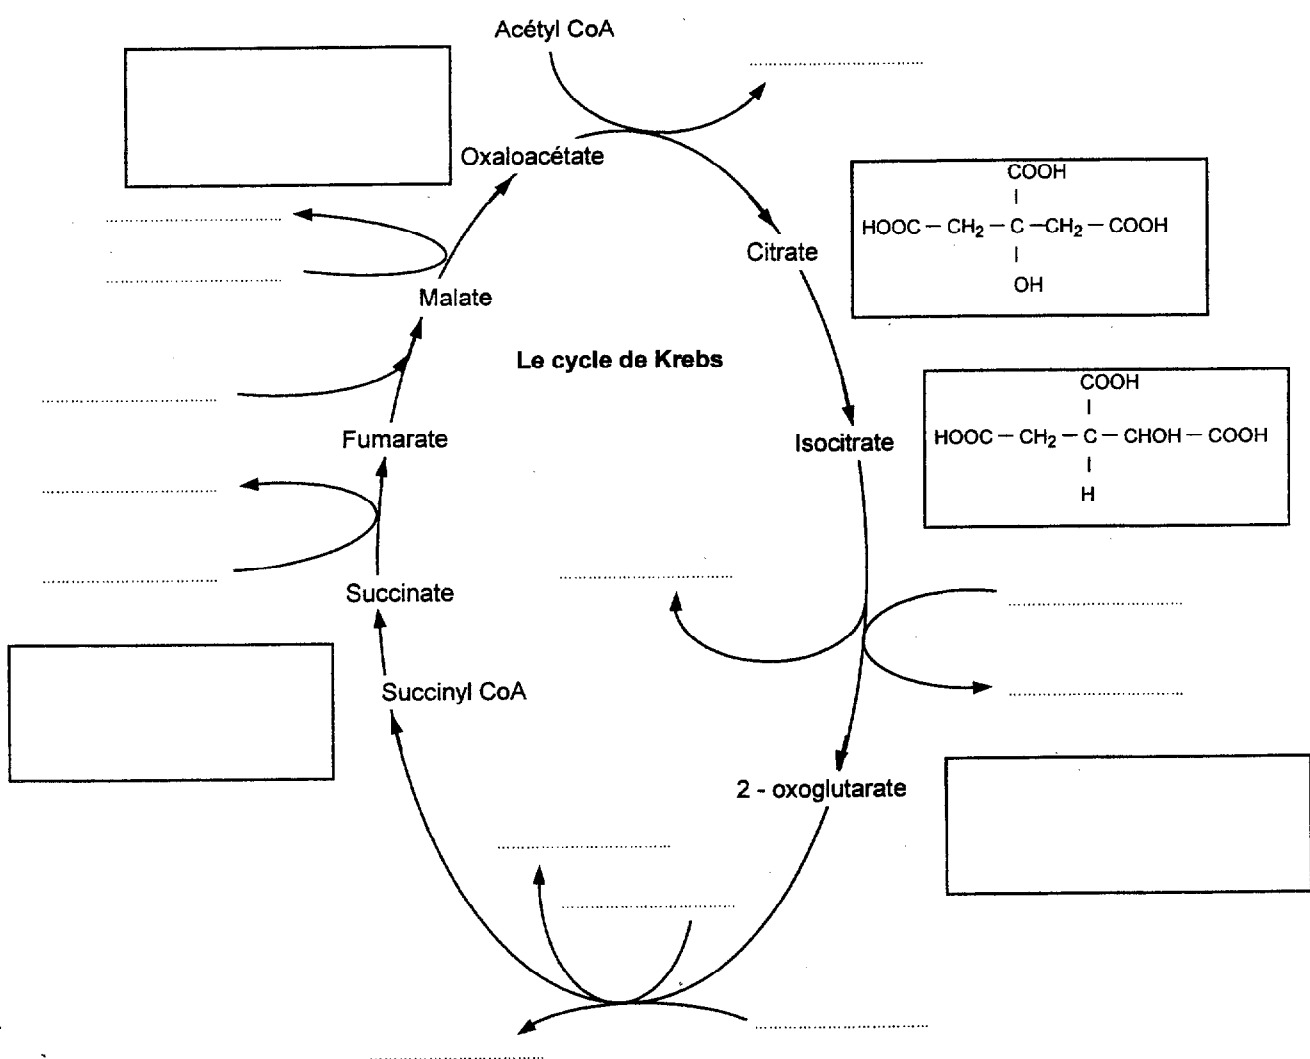 Acétyl CoA
Oxaloacétate
COOH
HOOC – CH2 – C – CH2 – COOH
OH
Citrate
Malate
Le cycle de Krebs
COOH
HOOC – CH2 – C – CHOH – COOH
H
Fumarate
Isocitrate
Succinate
Succinyl CoA
2 - oxoglutarate